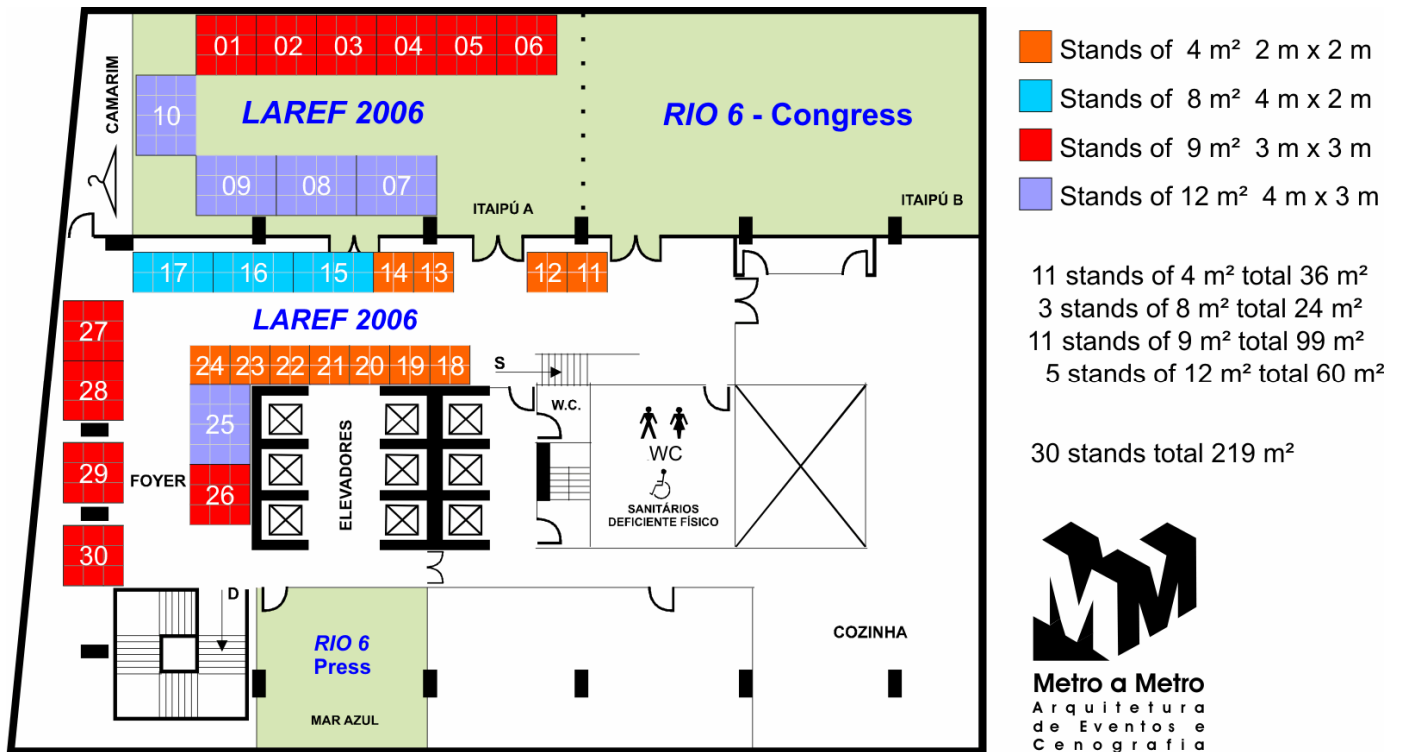 01 02 03 04 05 06
CAMARIM
10
LAREF 2006
RIO 6 - Congress
09 08 07
ITAIPÚ A
ITAIPÚ B
17 16 15 14 13 12 11
LAREF 2006
27
28
29
30
24 23 22 21 20 19 18
25
26
FOYER
ELEVADORES
S
W.C.
WC
SANITÁRIOS
DEFICIENTE FÍSICO
D
RIO 6
Press
MAR AZUL
COZINHA
Stands of 4 m² 2 m x 2 m
Stands of 8 m² 4 m x 2 m
Stands of 9 m² 3 m x 3 m
Stands of 12 m² 4 m x 3 m
11 stands of 4 m² total 36 m²
3 stands of 8 m² total 24 m²
11 stands of 9 m² total 99 m²
5 stands of 12 m² total 60 m²
30 stands total 219 m²
MM
Metro a Metro
Arquitetura
de Eventos e
Cenografia